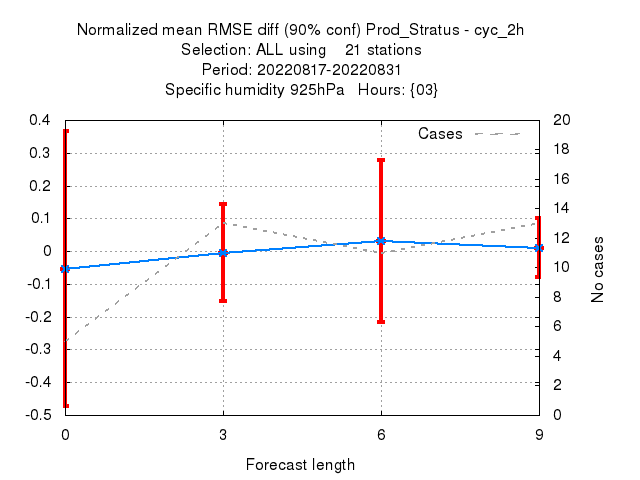 Normalized mean RMSE diff (90% conf) Prod_Stratus - cyc_2h
Selection: ALL using    21 stations
Period: 20220817-20220831
Specific humidity 925hPa   Hours: {03}
0.4
0.3
0.2
0.1
0
-0.1
-0.2
-0.3
-0.4
-0.5
Cases
20
18
16
14
12
10
8
6
4
2
0
No cases
0 3 6 9
Forecast length